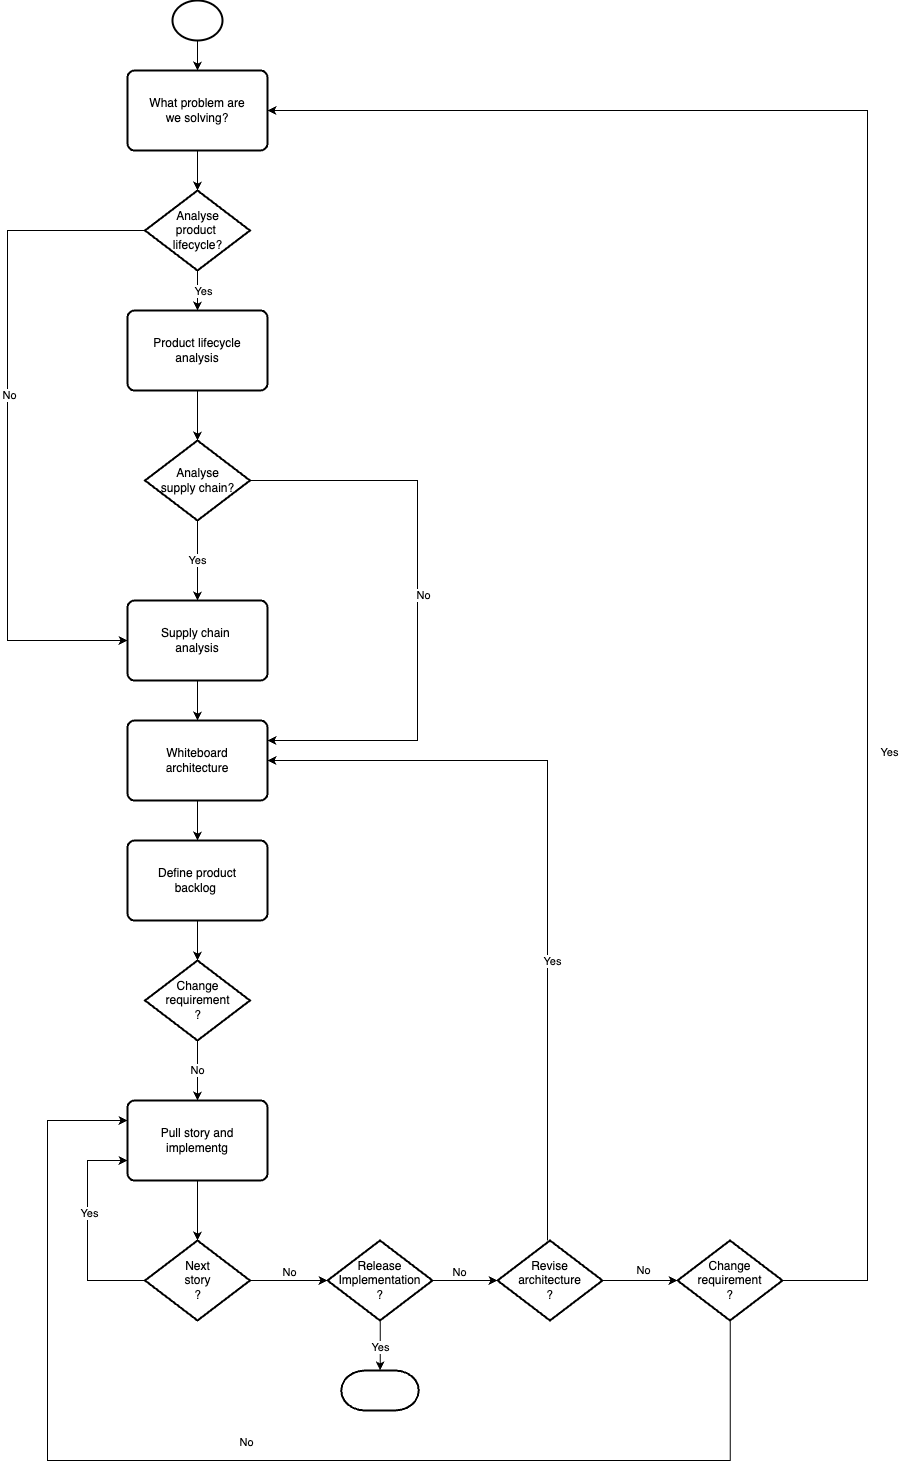 What problem are
we solving?
Analyse
product
lifecycle?
Yes
Product lifecycle
analysis
No
Analyse
supply chain?
Yes
No
Supply chain
analysis
Whiteboard
architecture
Yes
Define product
backlog
Yes
Change
requirement
?
No
Pull story and
implementg
Yes
Next
story
?
No
Release
Implementation
?
No
Revise
architecture
?
No
Change
requirement
?
Yes
No